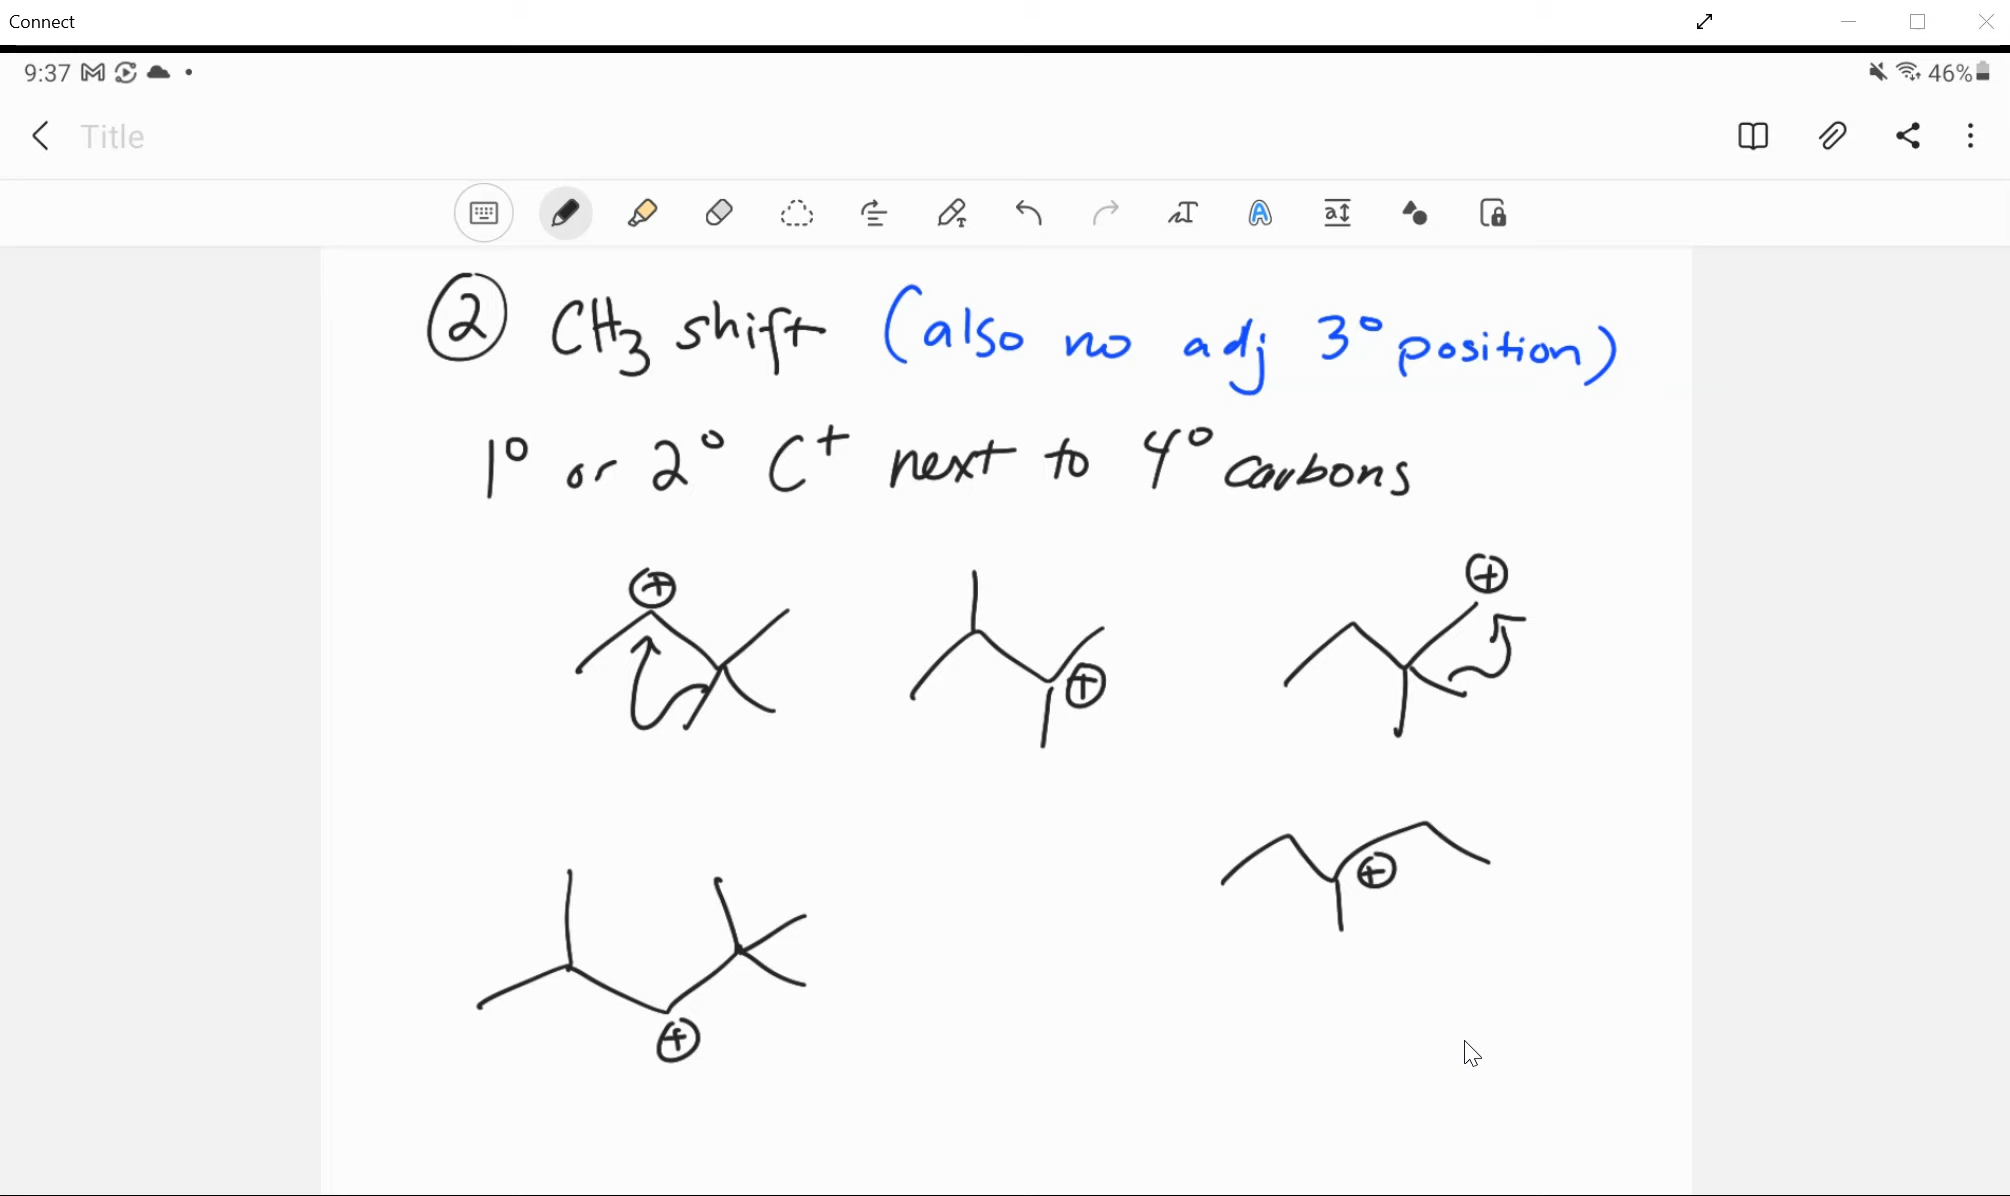 Connect
9:37 46%
Title
② CH3 shift (also no adj 3° position)
1° or 2° C+ next to 4° carbons